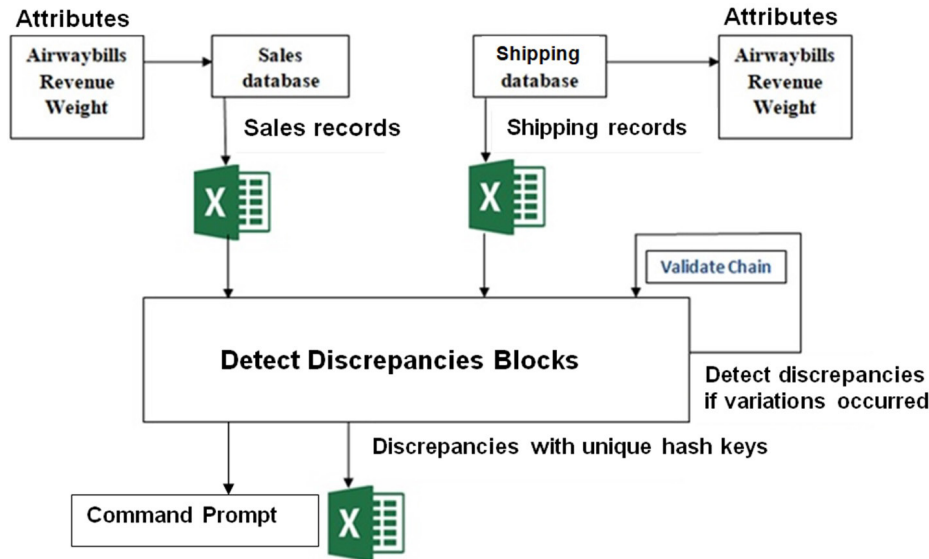 Attributes
Airwaybills
Revenue
Weight
Sales
database
Shipping
database
Attributes
Airwaybills
Revenue
Weight
Sales records
Shipping records
X
X
Validate Chain
Detect Discrepancies Blocks
Detect discrepancies
if variations occurred
Discrepancies with unique hash keys
Command Prompt
X